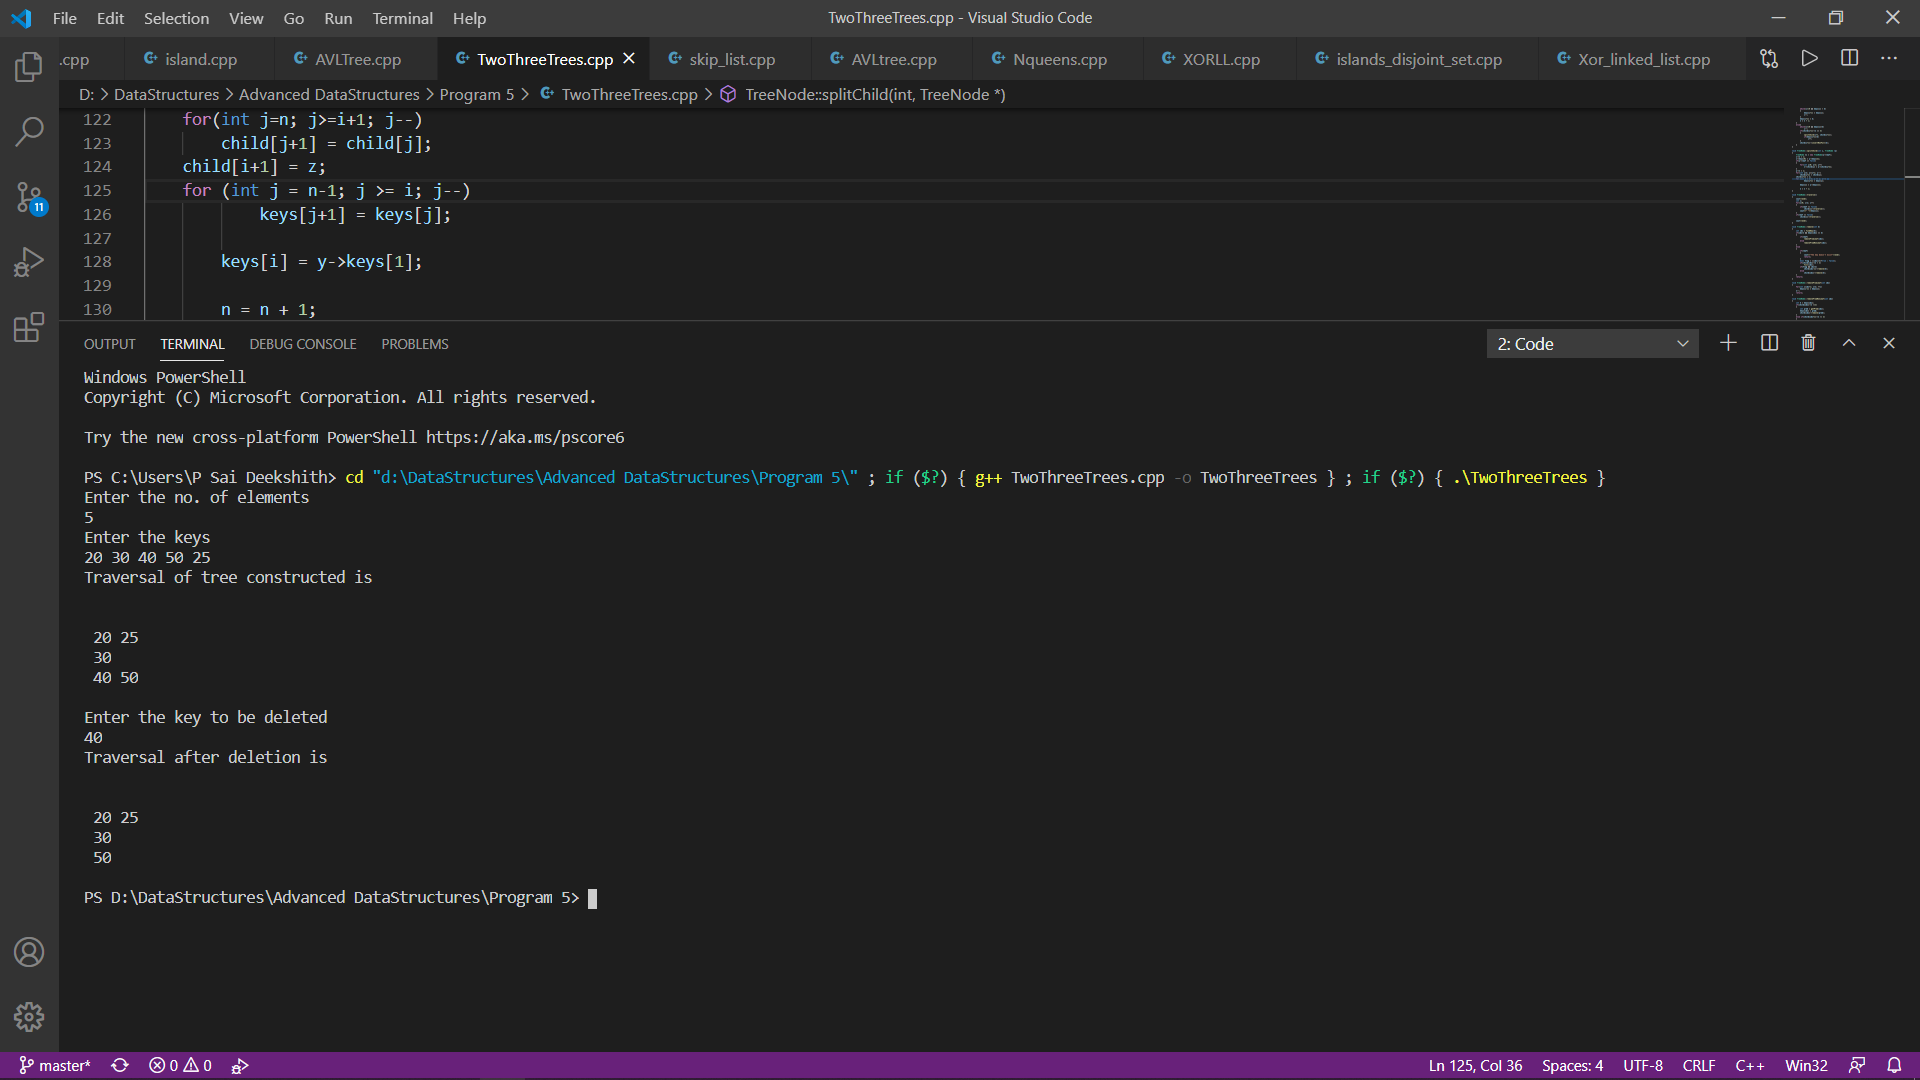 File Edit Selection View Go Run Terminal Help TwoThreeTrees.cpp - Visual Studio Code
.cpp island.cpp AVLTree.cpp TwoThreeTrees.cpp skip_list.cpp AVLtree.cpp Nqueens.cpp XORLL.cpp islands_disjoint_set.cpp Xor_linked_list.cpp
D: > DataStructures > Advanced DataStructures > Program 5 > TwoThreeTrees.cpp > TreeNode::splitChild(int, TreeNode *)
122 for(int j=n; j>=i+1; j--)
123 child[j+1] = child[j];
124 child[i+1] = z;
125 for (int j = n-1; j >= i; j--)
126 keys[j+1] = keys[j];
127
128 keys[i] = y->keys[1];
129
130 n = n + 1;
11
OUTPUT TERMINAL DEBUG CONSOLE PROBLEMS 2: Code
Windows PowerShell
Copyright (C) Microsoft Corporation. All rights reserved.
Try the new cross-platform PowerShell https://aka.ms/pscore6
PS C:\Users\P Sai Deekshith> cd "d:\DataStructures\Advanced DataStructures\Program 5\" ; if ($?) { g++ TwoThreeTrees.cpp -o TwoThreeTrees } ; if ($?) { .\TwoThreeTrees }
Enter the no. of elements
5
Enter the keys
20 30 40 50 25
Traversal of tree constructed is
20 25
30
40 50
Enter the key to be deleted
40
Traversal after deletion is
20 25
30
50
PS D:\DataStructures\Advanced DataStructures\Program 5>
master* 0 0 Ln 125, Col 36 Spaces: 4 UTF-8 CRLF C++ Win32